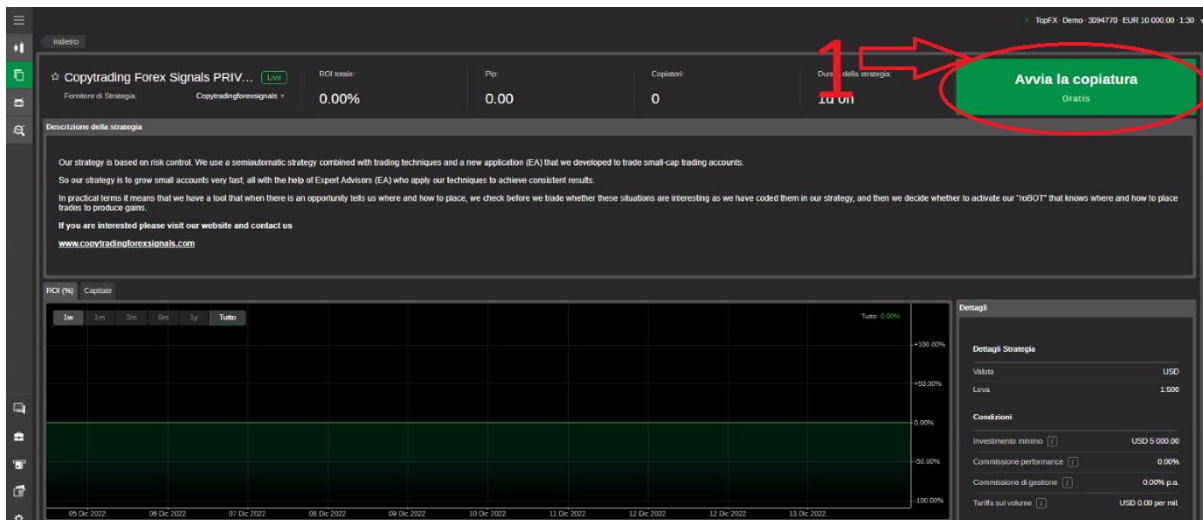 TopFX · Demo · 3094770 · EUR 10 000.00 · 1:30
Indietro
Copytrading Forex Signals PRIV... Live
Fornitore di Strategia: Copytradingforexsignals
ROI totale:
0.00%
Pip:
0.00
Copiatori:
0
Durata della strategia:
1d 0h
1
Avvia la copiatura
Gratis
Descrizione della strategia
Our strategy is based on risk control. We use a semiautomatic strategy combined with trading techniques and a new application (EA) that we developed to trade small-cap trading accounts.
So our strategy is to grow small accounts very fast; all with the help of Expert Advisors (EA) who apply our techniques to achieve consistent results.
In practical terms it means that we have a tool that when there is an opportunity tells us where and how to place, we check before we trade whether these situations are interesting as we have coded them in our strategy, and then we decide whether to activate our "roBOT" that knows where and how to place
trades to produce gains.
If you are interested please visit our website and contact us
www.copytradingforexsignals.com
ROI (%) Capitale
1w 1m 3m 6m 1y Tutto
Tutto 0.00%
+100.00%
+50.00%
0.00%
-50.00%
-100.00%
05 Dic 2022 06 Dic 2022 07 Dic 2022 08 Dic 2022 09 Dic 2022 10 Dic 2022 11 Dic 2022 12 Dic 2022 12 Dic 2022 13 Dic 2022
Dettagli
Dettagli Strategia
Valuta USD
Leva 1:500
Condizioni
Investimento minimo i USD 5 000.00
Commissione performance i 0.00%
Commissione di gestione i 0.00% p.a.
Tariffa sul volume i USD 0.00 per mil.